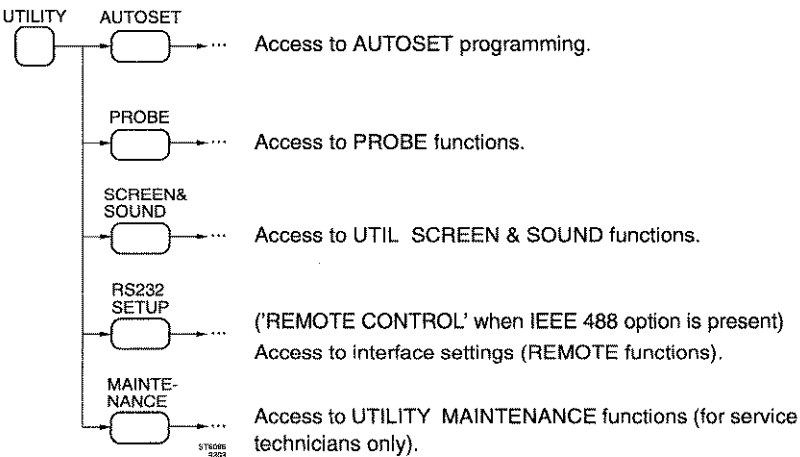 UTILITY AUTOSET
Access to AUTOSET programming.
PROBE
Access to PROBE functions.
SCREEN&
SOUND
Access to UTIL SCREEN & SOUND functions.
RS232
SETUP
('REMOTE CONTROL' when IEEE 488 option is present)
Access to interface settings (REMOTE functions).
MAINTE-
NANCE
Access to UTILITY MAINTENANCE functions (for service
technicians only).